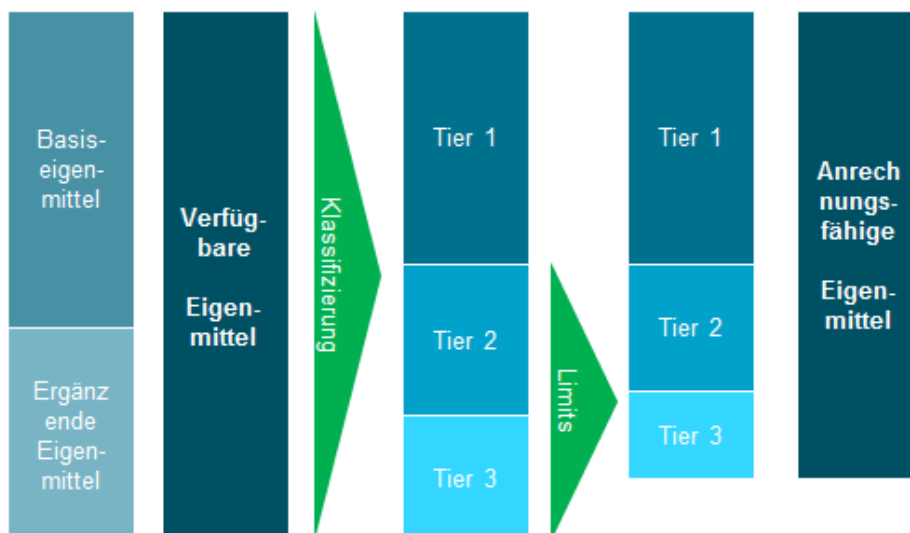 Basis-
eigen-
mittel
Ergänz
ende
Eigen-
mittel
Verfüg-
bare
Eigen-
mittel
Klassifizierung
Tier 1
Tier 2
Tier 3
Limits
Tier 1
Tier 2
Tier 3
Anrech
nungs-
fähige
Eigen-
mittel